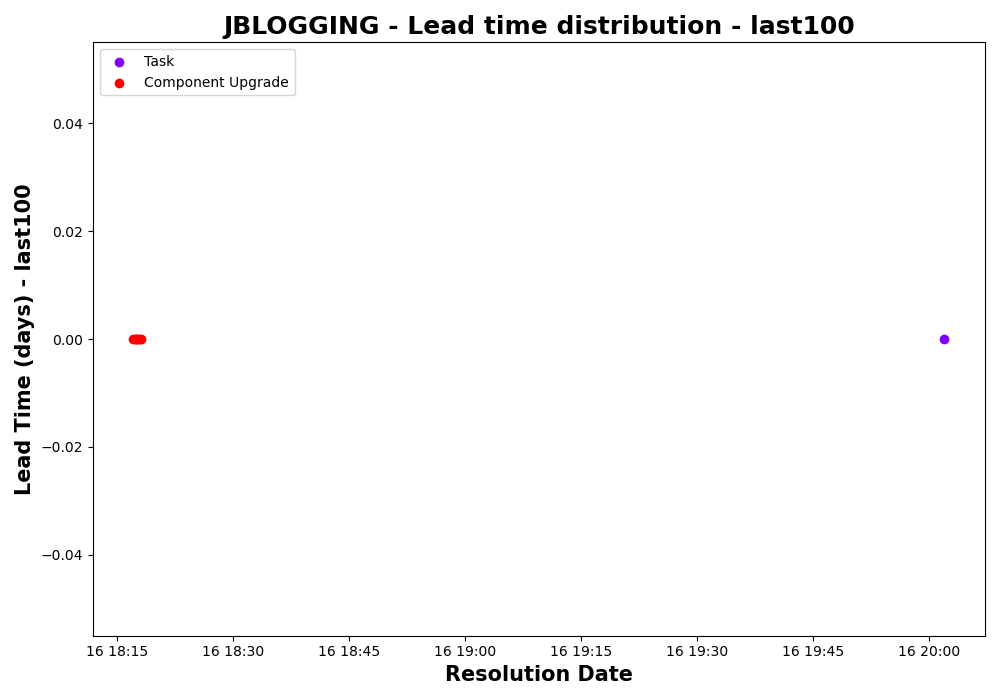 JBLOGGING - Lead time distribution - last100
Task
Component Upgrade
0.04
0.02
0.00
−0.02
−0.04
Lead Time (days) - last100
16 18:15 16 18:30 16 18:45 16 19:00 16 19:15 16 19:30 16 19:45 16 20:00
Resolution Date